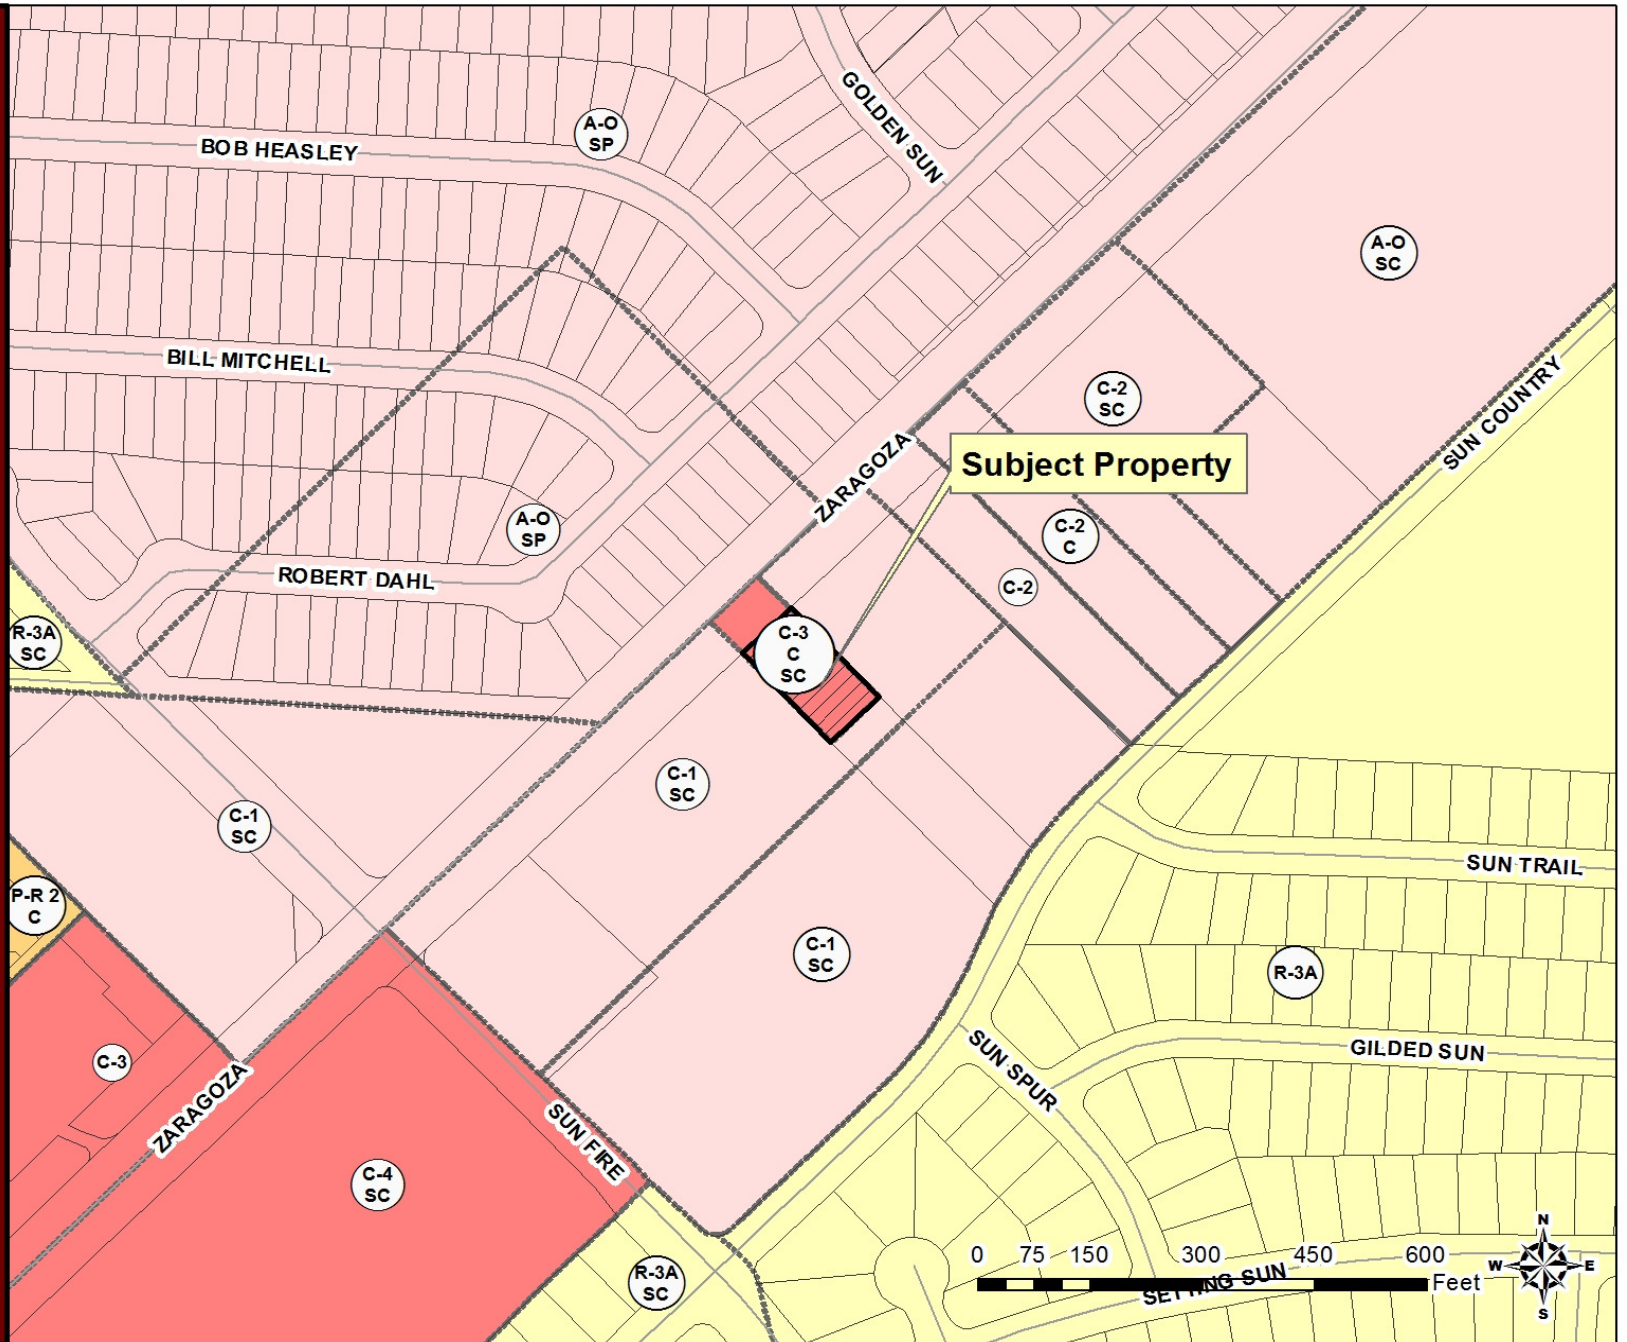 GOLDEN SUN
A-O
SP
BOB HEASLEY
A-O
SC
BILL MITCHELL
C-2
SC
SUN COUNTRY
ZARAGOZA
Subject Property
A-O
SP
C-2
C
ROBERT DAHL
C-2
R-3A
SC
C-3
C
SC
C-1
SC
C-1
SC
SUN TRAIL
P-R 2
C
C-1
SC
R-3A
C-3
GILDED SUN
SUN SPUR
ZARAGOZA
SUN FIRE
C-4
SC
R-3A
SC
0 75 150 300 450 600
Feet
SETTING SUN
N
W E
S